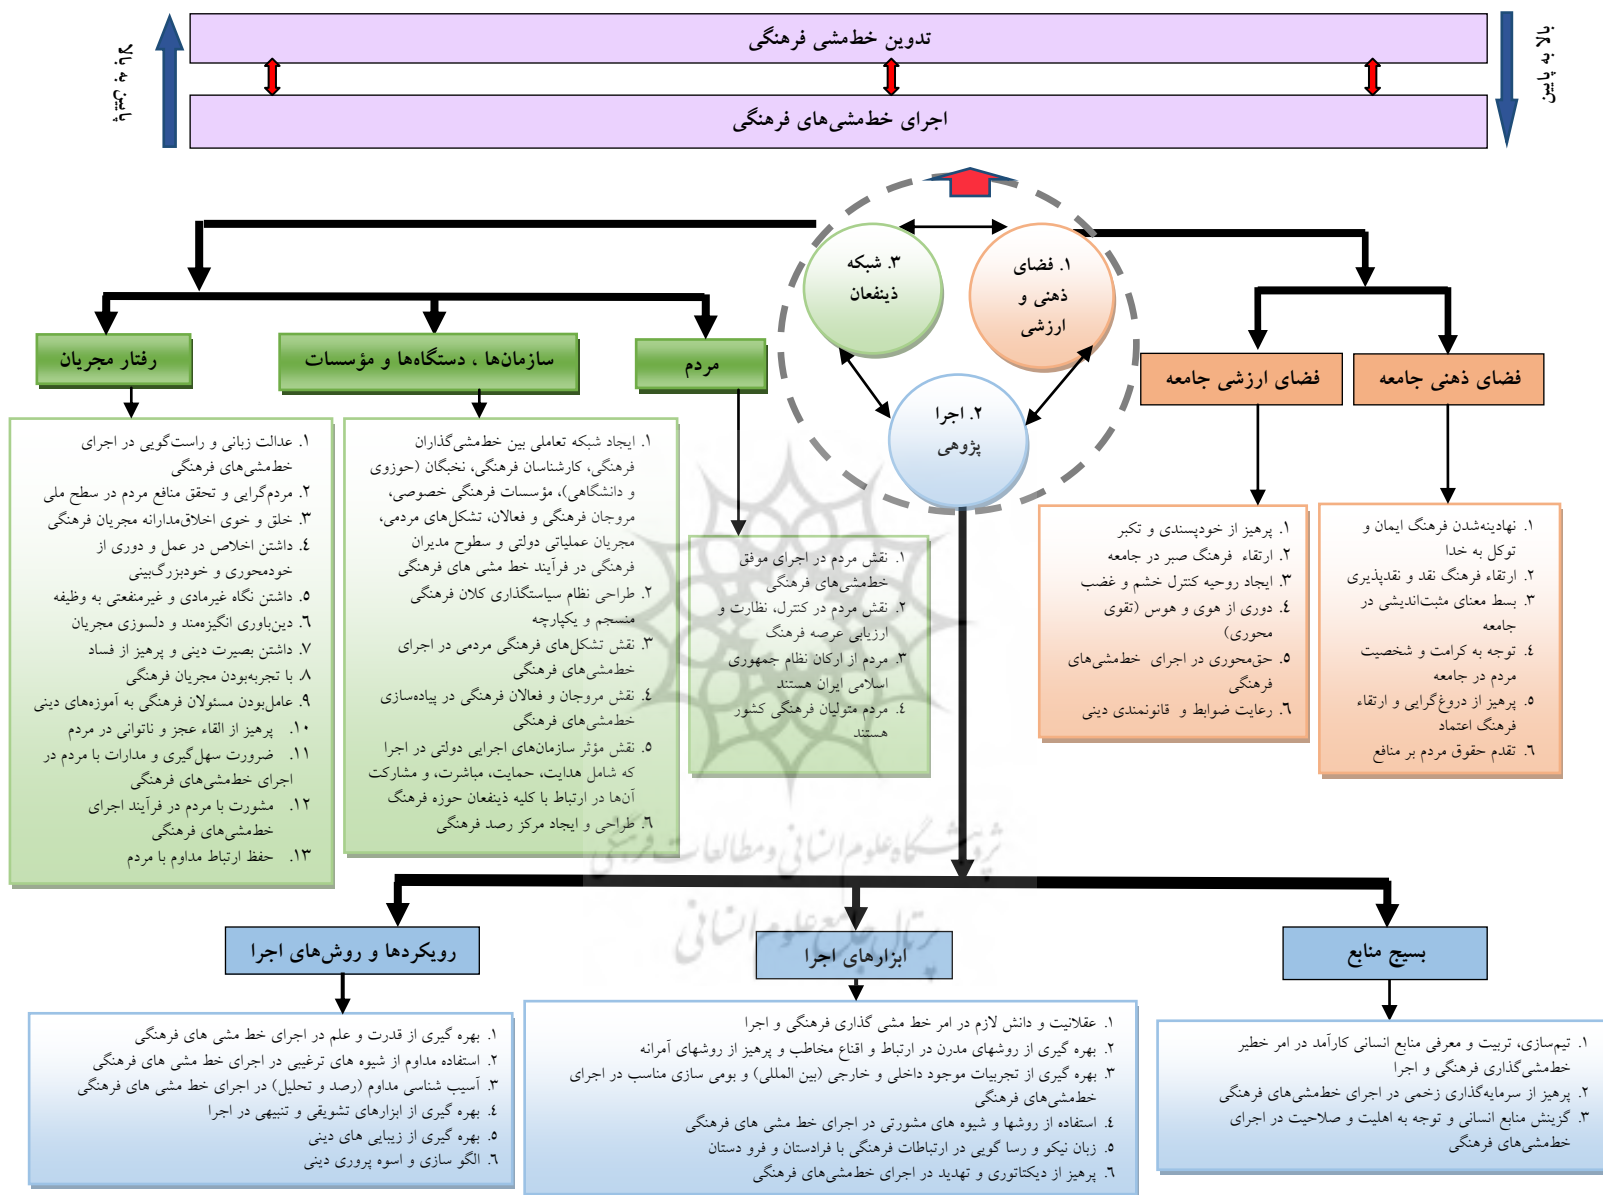 تدوین خط‌مشی فرهنگی
اجرای خط‌مشی‌های فرهنگی
بالا به پایین
پایین به بالا
۱. فضای
ذهنی و
ارزشی
۳. شبکه
ذینفعان
۲. اجرا
پژوهی
فضای ذهنی جامعه
۱. نهادینه‌شدن فرهنگ ایمان و
توکل به خدا
۲. ارتقاء فرهنگ نقد و نقدپذیری
۳. بسط معنای مثبت‌اندیشی در
جامعه
۴. توجه به کرامت و شخصیت
مردم در جامعه
۵. پرهیز از دروغ‌گرایی و ارتقاء
فرهنگ اعتماد
۶. تقدم حقوق مردم بر منافع
فضای ارزشی جامعه
۱. پرهیز از خودپسندی و تکبر
۲. ارتقاء فرهنگ صبر در جامعه
۳. ایجاد روحیه کنترل خشم و غضب
۴. دوری از هوی و هوس (تقوی
محوری)
۵. حق‌محوری در اجرای خط‌مشی‌های
فرهنگی
۶. رعایت ضوابط و قانونمندی دینی
مردم
۱. نقش مردم در اجرای موفق
خط‌مشی‌های فرهنگی
۲. نقش مردم در کنترل، نظارت و
ارزیابی عرصه فرهنگ
۳. مردم از ارکان نظام جمهوری
اسلامی ایران هستند
۴. مردم متولیان فرهنگی کشور
هستند
سازمان‌ها ، دستگاه‌ها و مؤسسات
۱. ایجاد شبکه تعاملی بین خط‌مشی‌گذاران
فرهنگی، کارشناسان فرهنگی، نخبگان (حوزوی
و دانشگاهی)، مؤسسات فرهنگی خصوصی،
مروجان فرهنگی و فعالان، تشکل‌های مردمی،
مجریان عملیاتی دولتی و سطوح مدیران
فرهنگی در فرآیند خط مشی های فرهنگی
۲. طراحی نظام سیاستگذاری کلان فرهنگی
منسجم و یکپارچه
۳. نقش تشکل‌های فرهنگی مردمی در اجرای
خط‌مشی‌های فرهنگی
۴. نقش مروجان و فعالان فرهنگی در پیاده‌سازی
خط‌مشی‌های فرهنگی
۵. نقش مؤثر سازمان‌های اجرایی دولتی در اجرا
که شامل هدایت، حمایت، مباشرت، و مشارکت
آن‌ها در ارتباط با کلیه ذینفعان حوزه فرهنگ
۶. طراحی و ایجاد مرکز رصد فرهنگی
رفتار مجریان
۱. عدالت زبانی و راست‌گویی در اجرای
خط‌مشی‌های فرهنگی
۲. مردم‌گرایی و تحقق منافع مردم در سطح ملی
۳. خلق و خوی اخلاق‌مدارانه مجریان فرهنگی
۴. داشتن اخلاص در عمل و دوری از
خودمحوری و خودبزرگ‌بینی
۵. داشتن نگاه غیرمادی و غیرمنفعتی به وظیفه
۶. دین‌باوری انگیزه‌مند و دلسوزی مجریان
۷. داشتن بصیرت دینی و پرهیز از فساد
۸. با تجربه‌بودن مجریان فرهنگی
۹. عامل‌بودن مسئولان فرهنگی به آموزه‌های دینی
۱۰. پرهیز از القاء عجز و ناتوانی در مردم
۱۱. ضرورت سهل‌گیری و مدارات با مردم در
اجرای خط‌مشی‌های فرهنگی
۱۲. مشورت با مردم در فرآیند اجرای
خط‌مشی‌های فرهنگی
۱۳. حفظ ارتباط مداوم با مردم
پژوهشگاه علوم انسانی و مطالعات فرهنگی
پرتال جامع علوم انسانی
بسیج منابع
۱. تیم‌سازی، تربیت و معرفی منابع انسانی کارآمد در امر خطیر
خط‌مشی‌گذاری فرهنگی و اجرا
۲. پرهیز از سرمایه‌گذاری زخمی در اجرای خط‌مشی‌های فرهنگی
۳. گزینش منابع انسانی و توجه به اهلیت و صلاحیت در اجرای
خط‌مشی‌های فرهنگی
ابزارهای اجرا
۱. عقلانیت و دانش لازم در امر خط مشی گذاری فرهنگی و اجرا
۲. بهره گیری از روشهای مدرن در ارتباط و اقناع مخاطب و پرهیز از روشهای آمرانه
۳. بهره گیری از تجربیات موجود داخلی و خارجی (بین المللی) و بومی سازی مناسب در اجرای
خط‌مشی‌های فرهنگی
۴. استفاده از روشها و شیوه های مشورتی در اجرای خط مشی های فرهنگی
۵. زبان نیکو و رسا گویی در ارتباطات فرهنگی با فرادستان و فرو دستان
۶. پرهیز از دیکتاتوری و تهدید در اجرای خط‌مشی‌های فرهنگی
رویکردها و روش‌های اجرا
۱. بهره گیری از قدرت و علم در اجرای خط مشی های فرهنگی
۲. استفاده مداوم از شیوه های ترغیبی در اجرای خط مشی های فرهنگی
۳. آسیب شناسی مداوم (رصد و تحلیل) در اجرای خط مشی های فرهنگی
۴. بهره گیری از ابزارهای تشویقی و تنبیهی در اجرا
۵. بهره گیری از زیبایی های دینی
۶. الگو سازی و اسوه پروری دینی